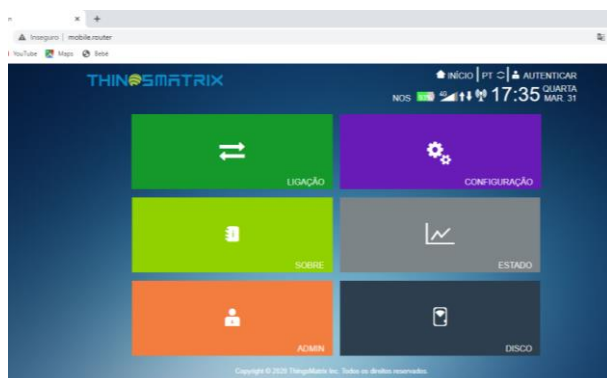 Inseguro | mobile.router
YouTube Maps Bebé
THINGSMATRIX
INÍCIO | PT | AUTENTICAR
NOS 4G 17:35 QUARTA MAR. 31
LIGAÇÃO
CONFIGURAÇÃO
SOBRE
ESTADO
ADMIN
DISCO
Copyright © 2020 ThingsMatrix Inc. Todos os direitos reservados.